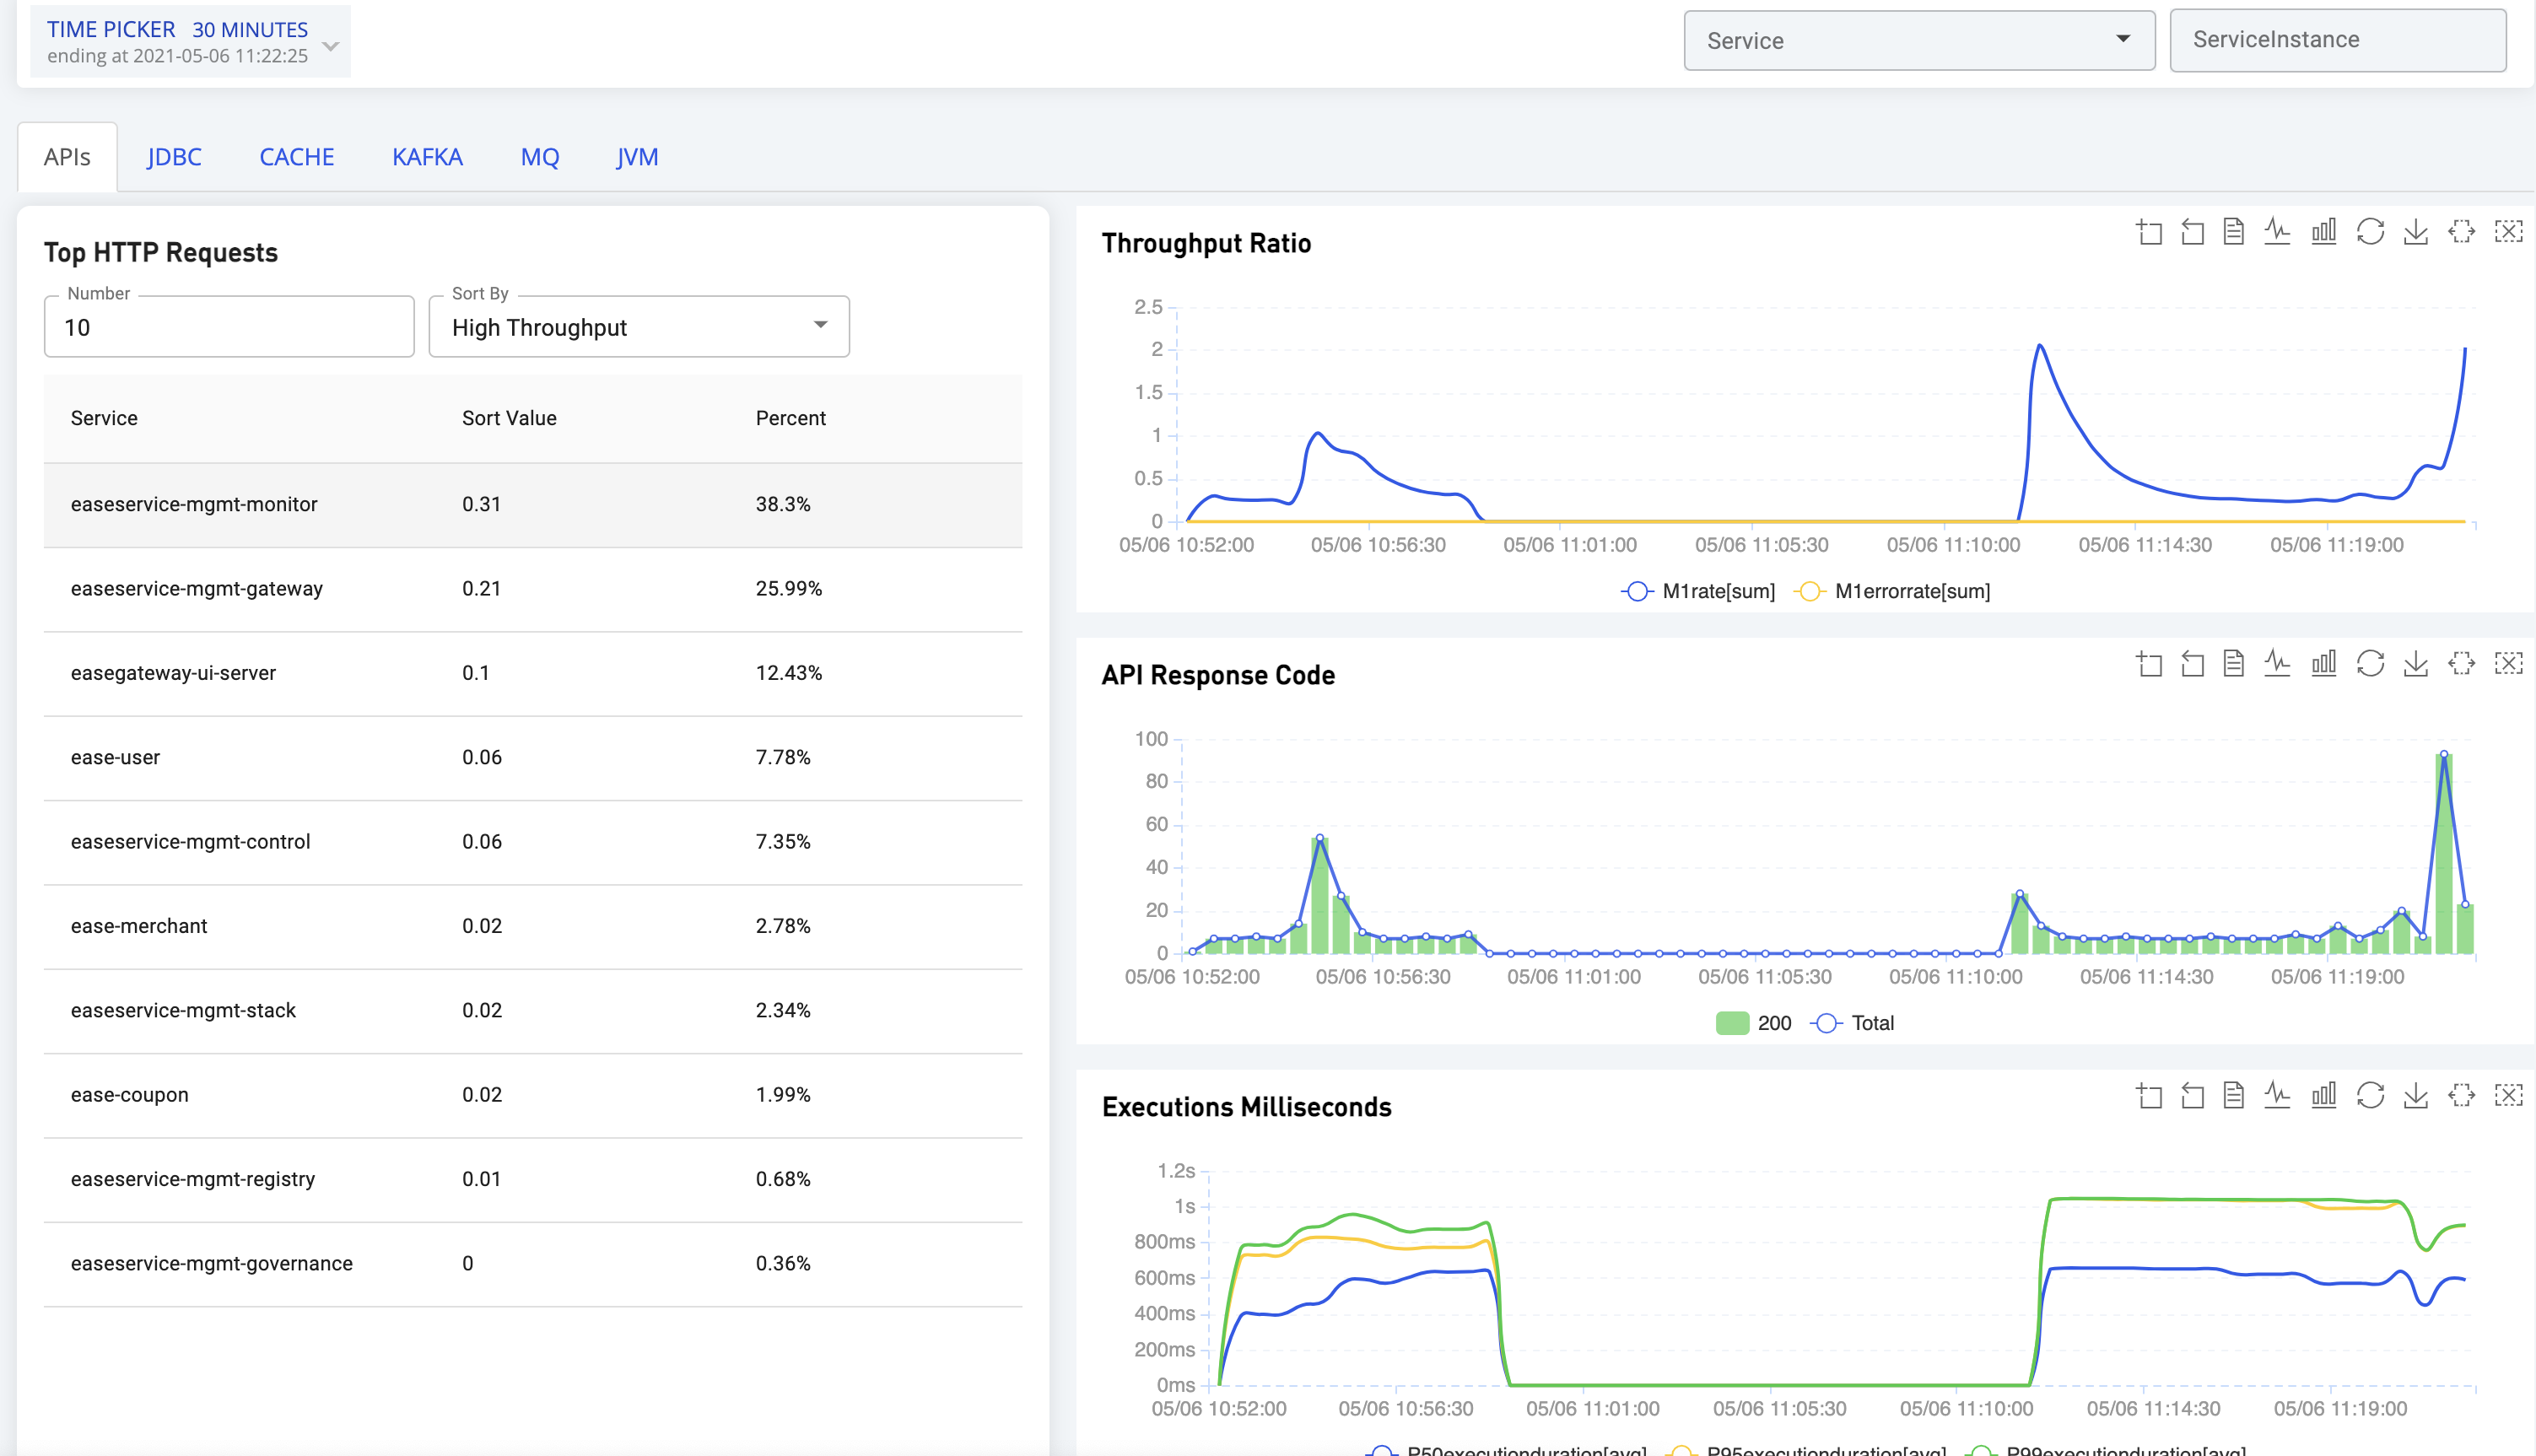 TIME PICKER 30 MINUTES
ending at 2021-05-06 11:22:25
Service
ServiceInstance
APIs JDBC CACHE KAFKA MQ JVM
Top HTTP Requests
Number
10
Sort By
High Throughput
Service Sort Value Percent
easeservice-mgmt-monitor 0.31 38.3%
easeservice-mgmt-gateway 0.21 25.99%
easegateway-ui-server 0.1 12.43%
ease-user 0.06 7.78%
easeservice-mgmt-control 0.06 7.35%
ease-merchant 0.02 2.78%
easeservice-mgmt-stack 0.02 2.34%
ease-coupon 0.02 1.99%
easeservice-mgmt-registry 0.01 0.68%
easeservice-mgmt-governance 0 0.36%
Throughput Ratio
2.5
2
1.5
1
0.5
0
05/06 10:52:00 05/06 10:56:30 05/06 11:01:00 05/06 11:05:30 05/06 11:10:00 05/06 11:14:30 05/06 11:19:00
M1rate[sum] M1errorrate[sum]
API Response Code
100
80
60
40
20
0
05/06 10:52:00 05/06 10:56:30 05/06 11:01:00 05/06 11:05:30 05/06 11:10:00 05/06 11:14:30 05/06 11:19:00
200 Total
Executions Milliseconds
1.2s
1s
800ms
600ms
400ms
200ms
0ms
05/06 10:52:00 05/06 10:56:30 05/06 11:01:00 05/06 11:05:30 05/06 11:10:00 05/06 11:14:30 05/06 11:19:00
P50executionduration[avg] P95executionduration[avg] P99executionduration[avg]